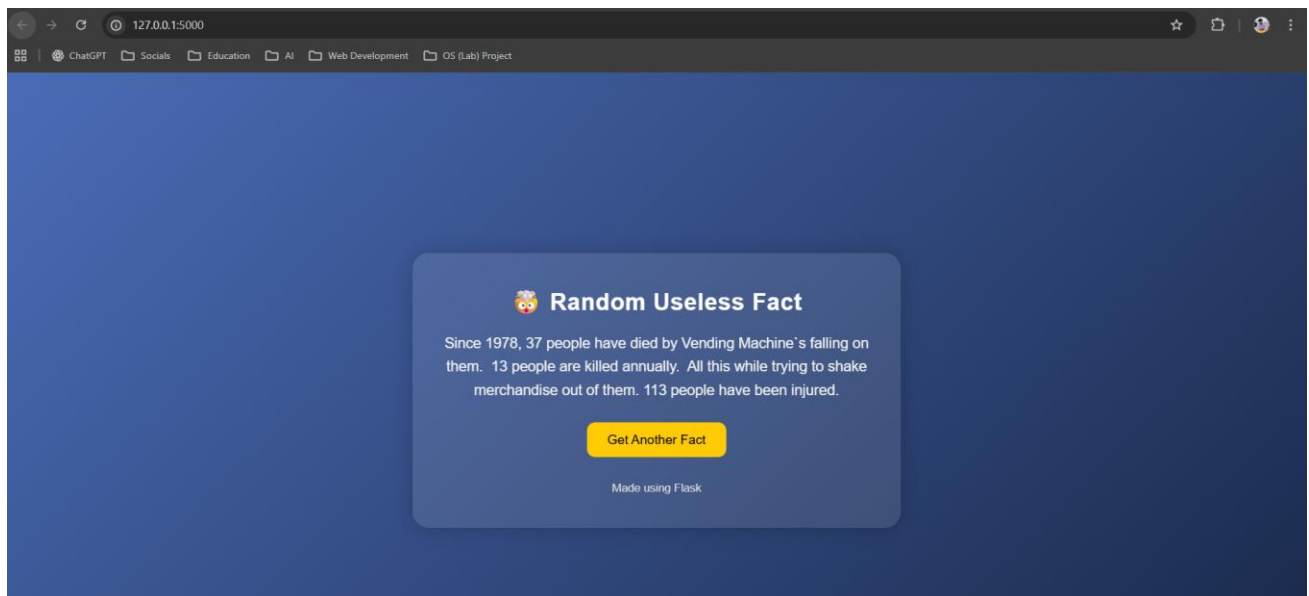 127.0.0.1:5000
ChatGPT Socials Education AI Web Development OS (Lab) Project
🤯 Random Useless Fact
Since 1978, 37 people have died by Vending Machine`s falling on
them.  13 people are killed annually.  All this while trying to shake
merchandise out of them. 113 people have been injured.
Get Another Fact
Made using Flask